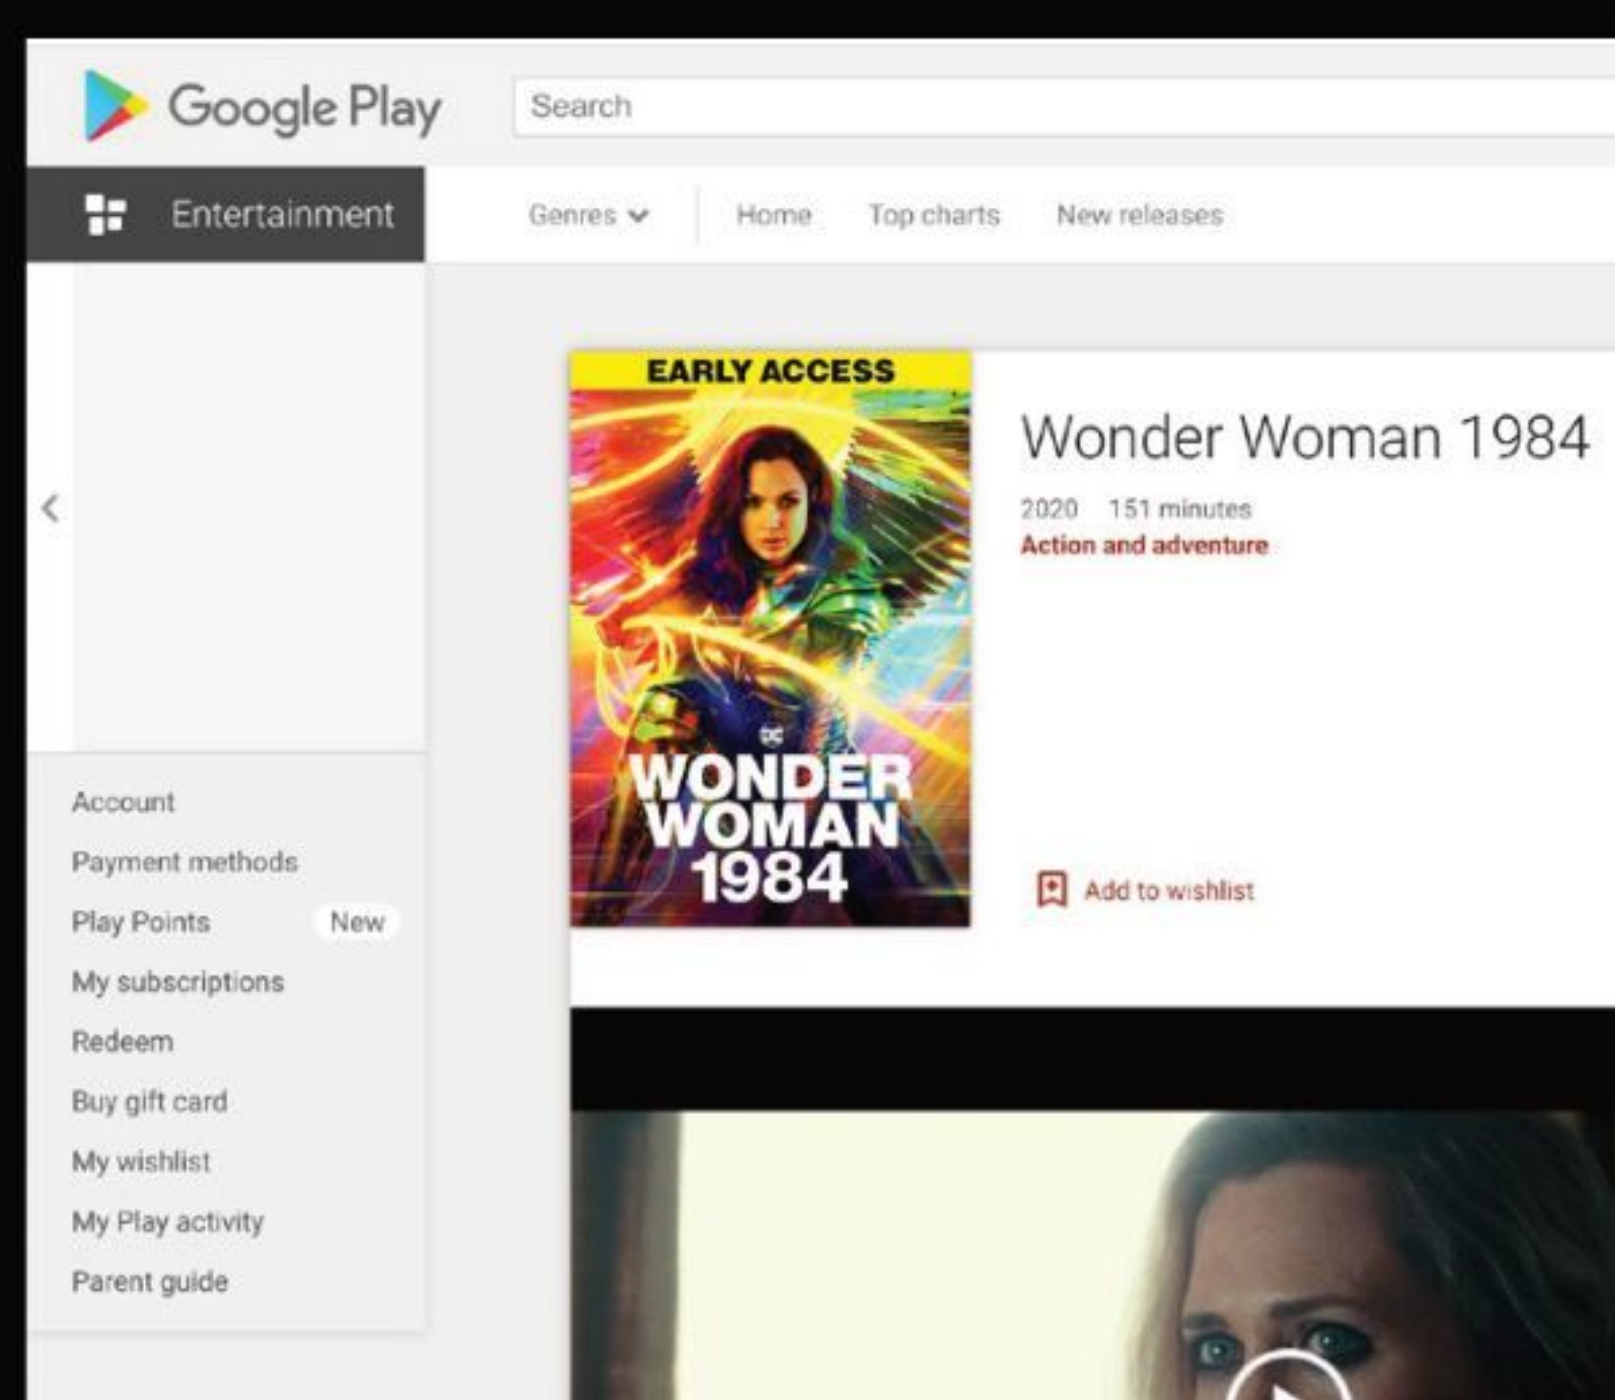 Google Play
Search
Entertainment
Genres
Home
Top charts
New releases
EARLY ACCESS
DC
WONDER
WOMAN
1984
Wonder Woman 1984
2020 151 minutes
Action and adventure
Add to wishlist
Account
Payment methods
Play Points New
My subscriptions
Redeem
Buy gift card
My wishlist
My Play activity
Parent guide